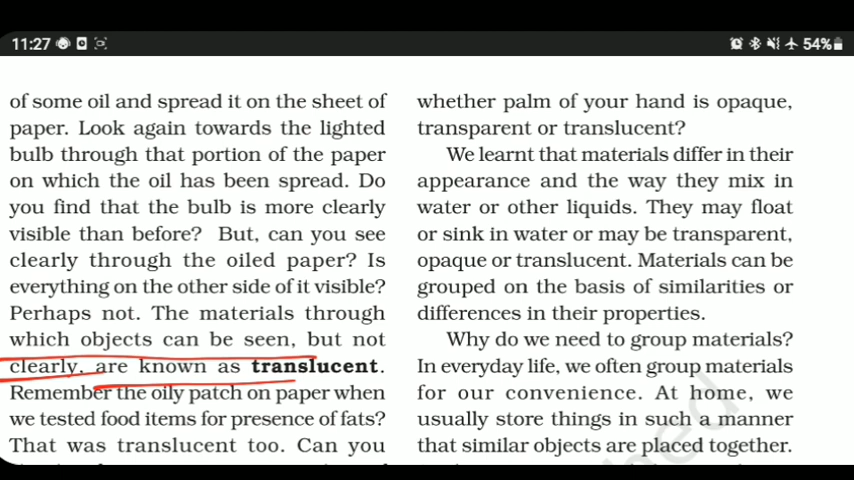 11:27
54%
of some oil and spread it on the sheet of
paper. Look again towards the lighted
bulb through that portion of the paper
on which the oil has been spread. Do
you find that the bulb is more clearly
visible than before? But, can you see
clearly through the oiled paper? Is
everything on the other side of it visible?
Perhaps not. The materials through
which objects can be seen, but not
clearly, are known as translucent.
Remember the oily patch on paper when
we tested food items for presence of fats?
That was translucent too. Can you
whether palm of your hand is opaque,
transparent or translucent?
We learnt that materials differ in their
appearance and the way they mix in
water or other liquids. They may float
or sink in water or may be transparent,
opaque or translucent. Materials can be
grouped on the basis of similarities or
differences in their properties.
Why do we need to group materials?
In everyday life, we often group materials
for our convenience. At home, we
usually store things in such a manner
that similar objects are placed together.